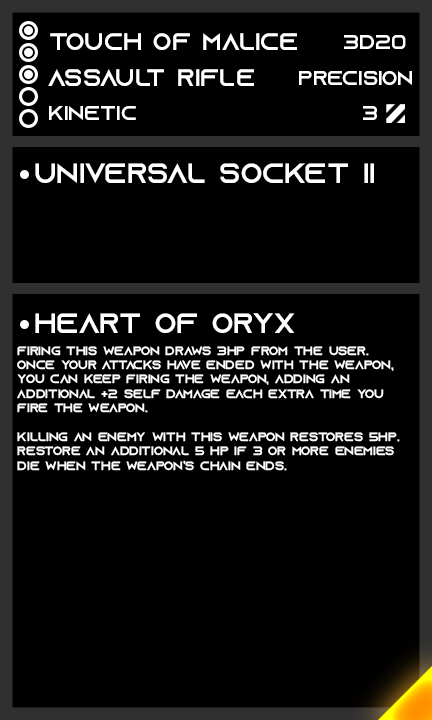 TOUCH OF MALICE 3D20
ASSAULT RIFLE PRECISION
KINETIC 3
•UNIVERSAL SOCKET II
•HEART OF ORYX
FIRING THIS WEAPON DRAWS 3HP FROM THE USER.
ONCE YOUR ATTACKS HAVE ENDED WITH THE WEAPON,
YOU CAN KEEP FIRING THE WEAPON, ADDING AN
ADDITIONAL +2 SELF DAMAGE EACH EXTRA TIME YOU
FIRE THE WEAPON.
KILLING AN ENEMY WITH THIS WEAPON RESTORES 5HP.
RESTORE AN ADDITIONAL 5 HP IF 3 OR MORE ENEMIES
DIE WHEN THE WEAPON'S CHAIN ENDS.